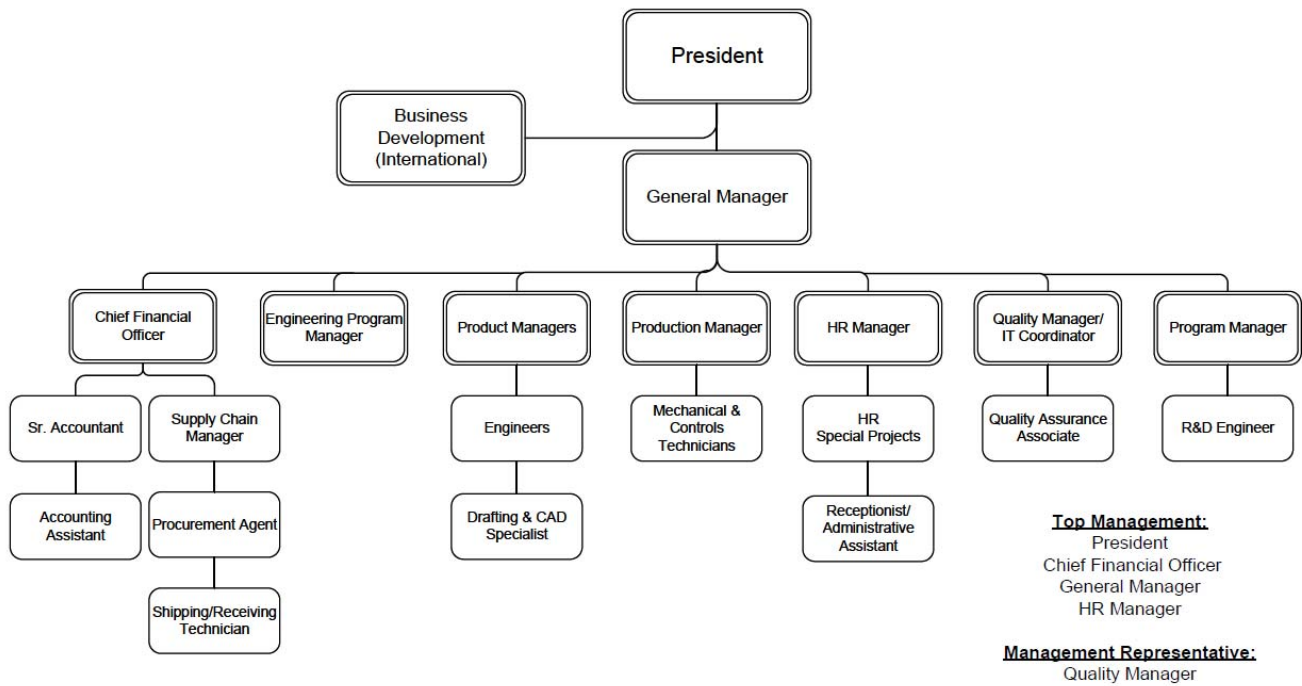 President
Business
Development
(International)
General Manager
Chief Financial
Officer
Engineering Program
Manager
Product Managers
Production Manager
HR Manager
Quality Manager/
IT Coordinator
Program Manager
Sr. Accountant
Supply Chain
Manager
Engineers
Mechanical &
Controls
Technicians
HR
Special Projects
Quality Assurance
Associate
R&D Engineer
Accounting
Assistant
Procurement Agent
Drafting & CAD
Specialist
Receptionist/
Administrative
Assistant
Shipping/Receiving
Technician
Top Management:
President
Chief Financial Officer
General Manager
HR Manager
Management Representative:
Quality Manager